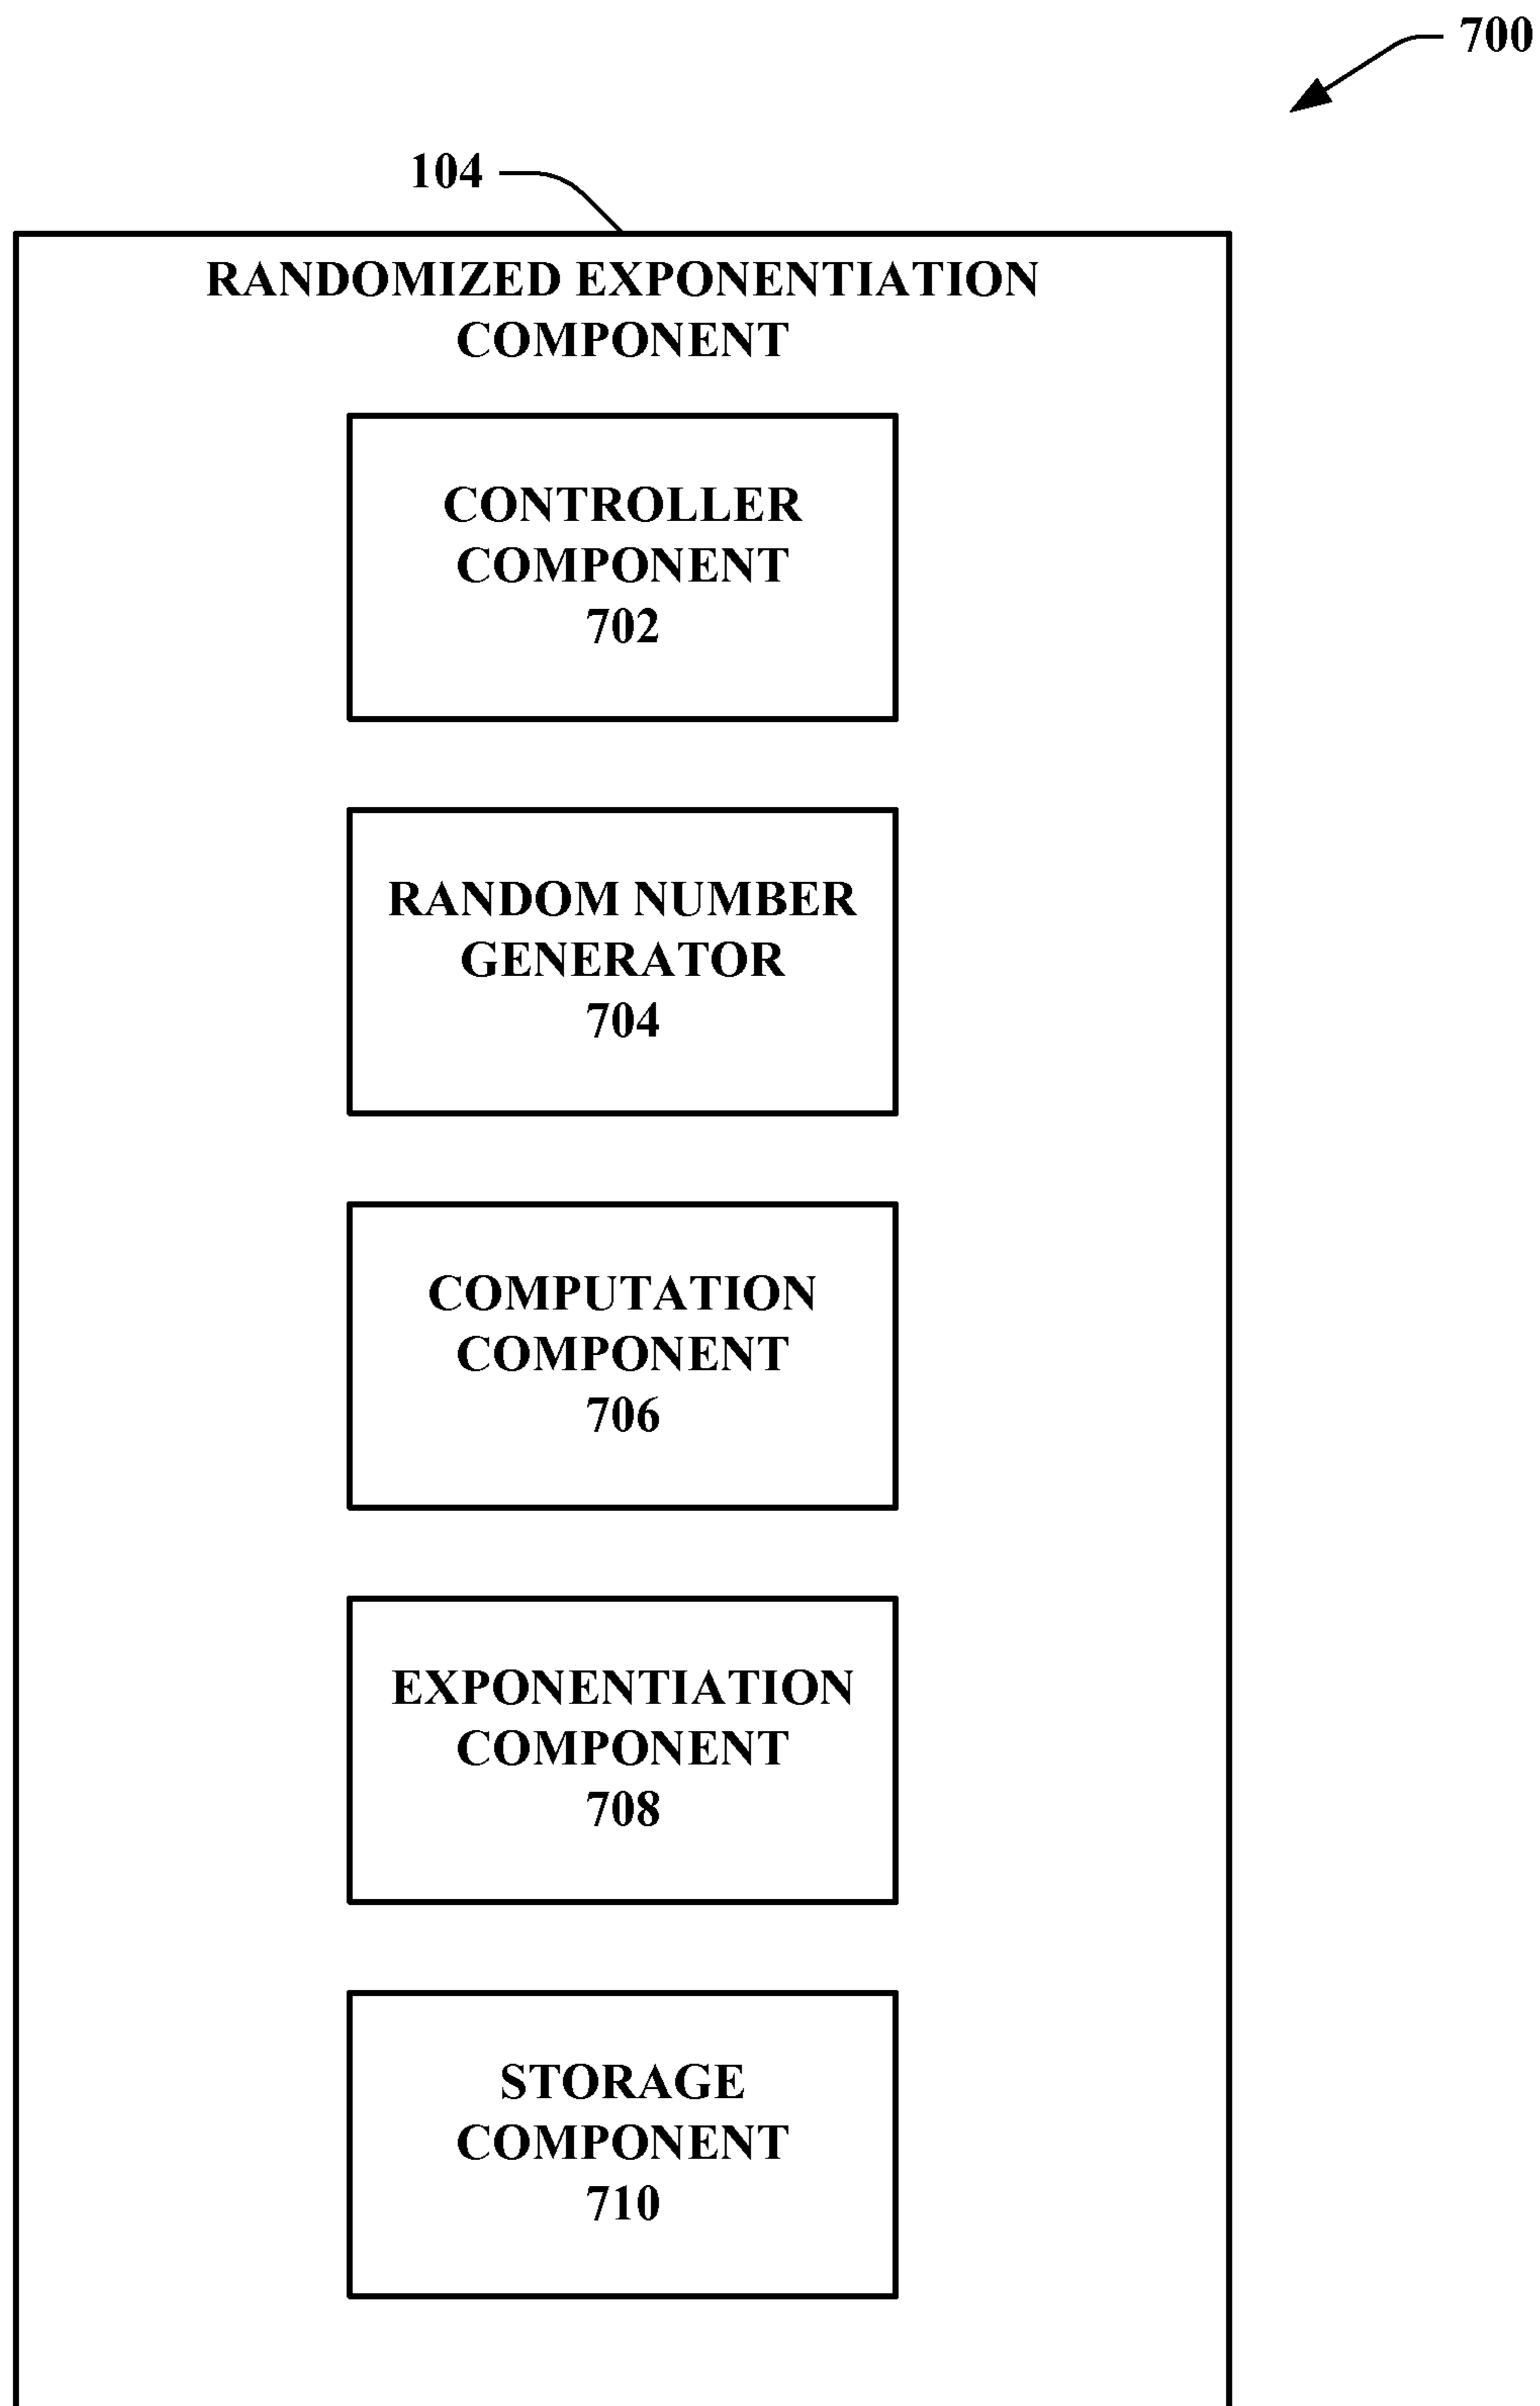 700
104
RANDOMIZED EXPONENTIATION
COMPONENT
CONTROLLER
COMPONENT
702
RANDOM NUMBER
GENERATOR
704
COMPUTATION
COMPONENT
706
EXPONENTIATION
COMPONENT
708
STORAGE
COMPONENT
710